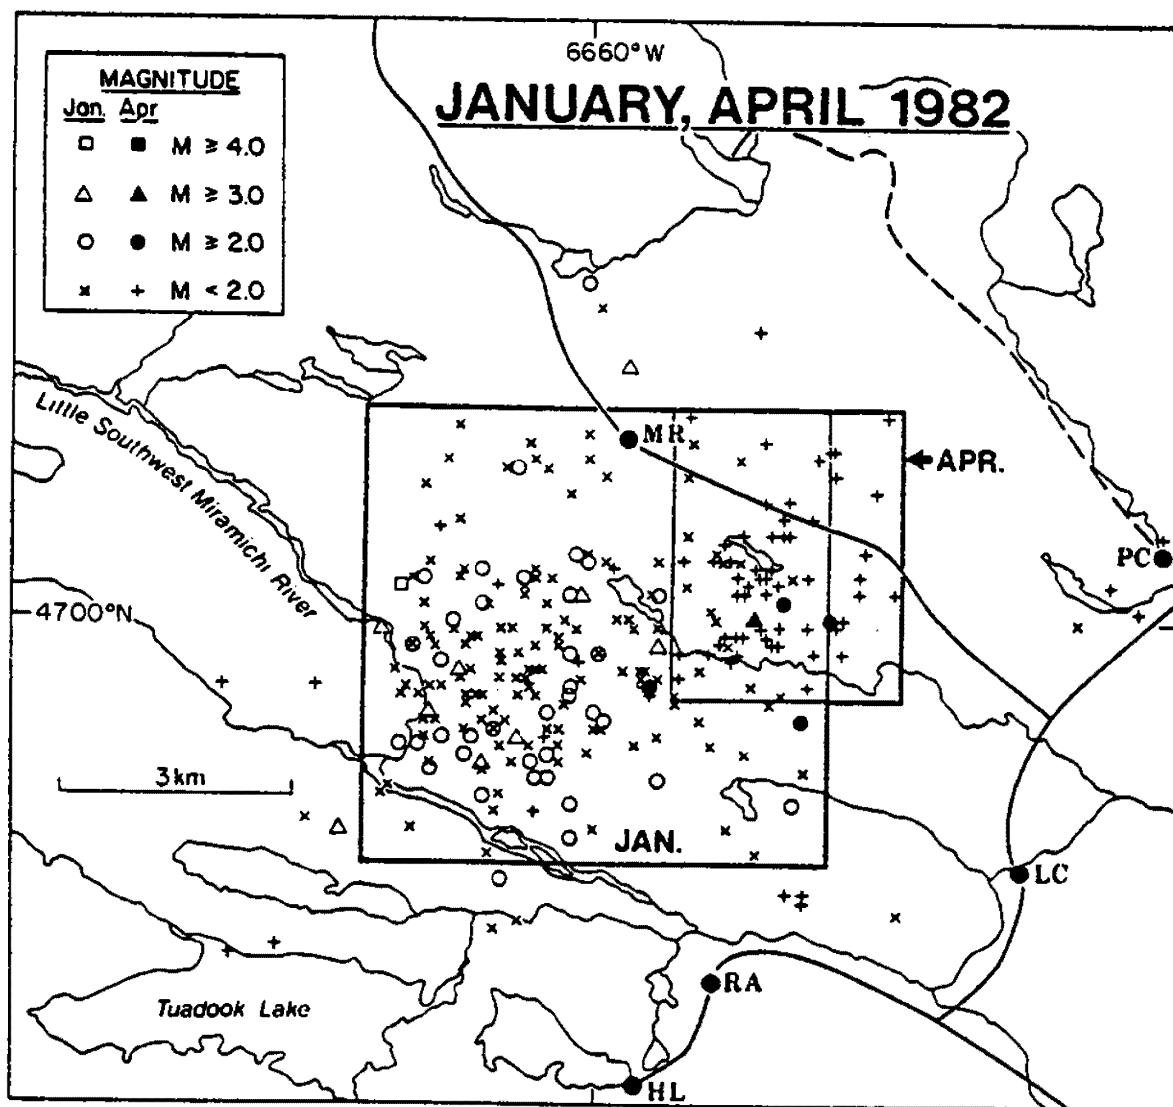 6660°W
JANUARY, APRIL 1982
MAGNITUDE
Jan. Apr
M ≥ 4.0
M ≥ 3.0
M ≥ 2.0
M < 2.0
Little Southwest Miramichi River
MR
APR.
PC
4700°N
3km
JAN.
LC
RA
Tuadook Lake
HL